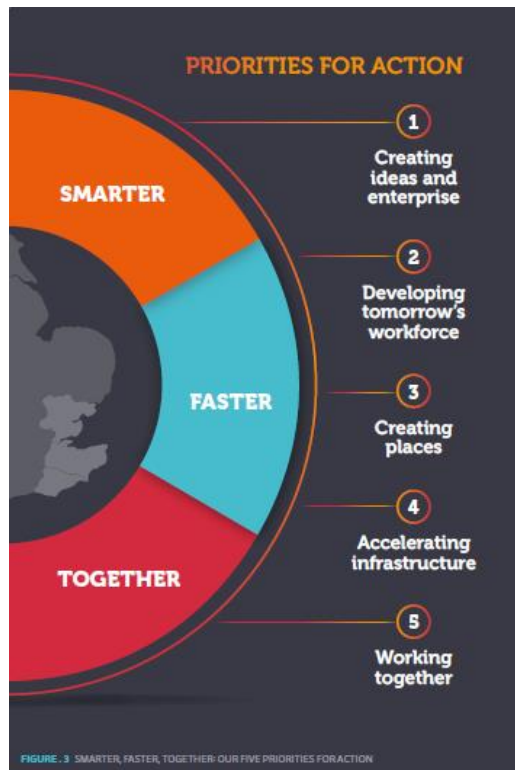 PRIORITIES FOR ACTION
1
Creating
ideas and
enterprise
SMARTER
2
Developing
tomorrow's
workforce
FASTER
3
Creating
places
4
Accelerating
infrastructure
TOGETHER
5
Working
together
FIGURE . 3 SMARTER, FASTER, TOGETHER: OUR FIVE PRIORITIES FOR ACTION